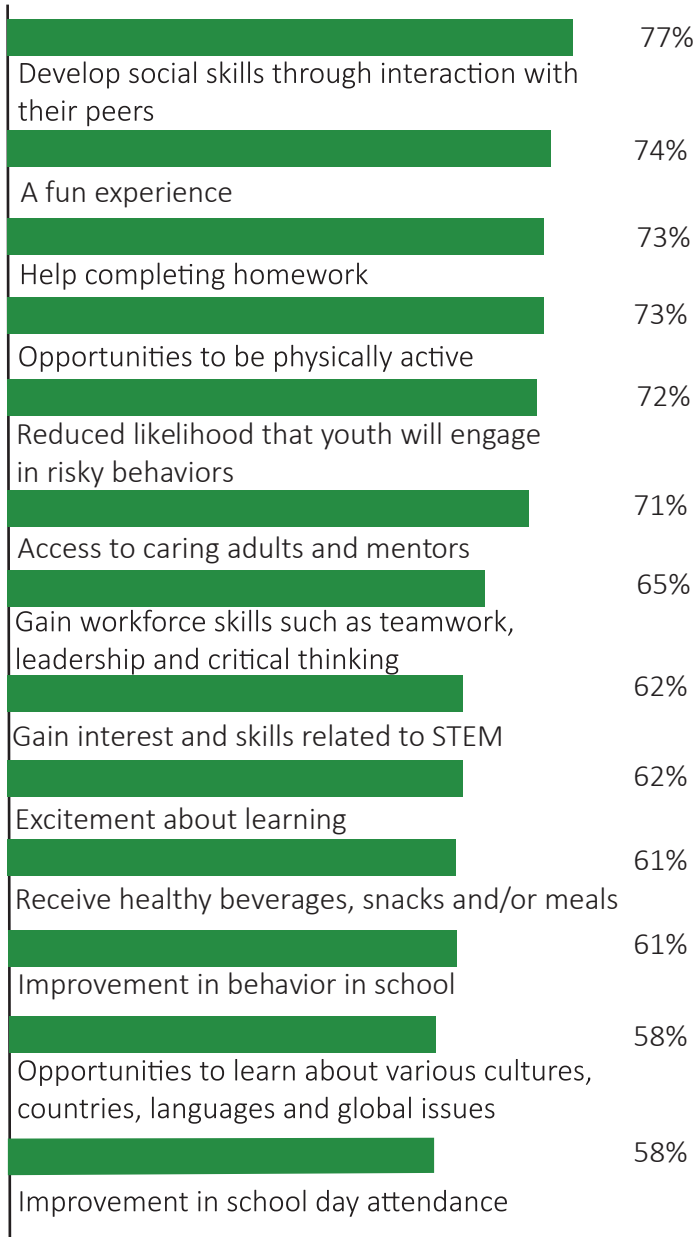 77%
Develop social skills through interaction with
their peers
74%
A fun experience
73%
Help completing homework
73%
Opportunities to be physically active
72%
Reduced likelihood that youth will engage
in risky behaviors
71%
Access to caring adults and mentors
65%
Gain workforce skills such as teamwork,
leadership and critical thinking
62%
Gain interest and skills related to STEM
62%
Excitement about learning
61%
Receive healthy beverages, snacks and/or meals
61%
Improvement in behavior in school
58%
Opportunities to learn about various cultures,
countries, languages and global issues
58%
Improvement in school day attendance